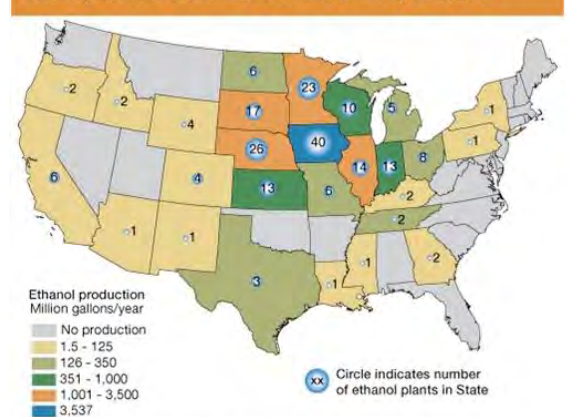 6
23
2
2
17
10
5
1
4
26
40
1
6
4
14
13
8
13
6
2
2
1
1
3
1
1
2
Ethanol production
Million gallons/year
No production
1.5 - 125
126 - 350
351 - 1,000
1,001 - 3,500
3,537
xx
Circle indicates number
of ethanol plants in State